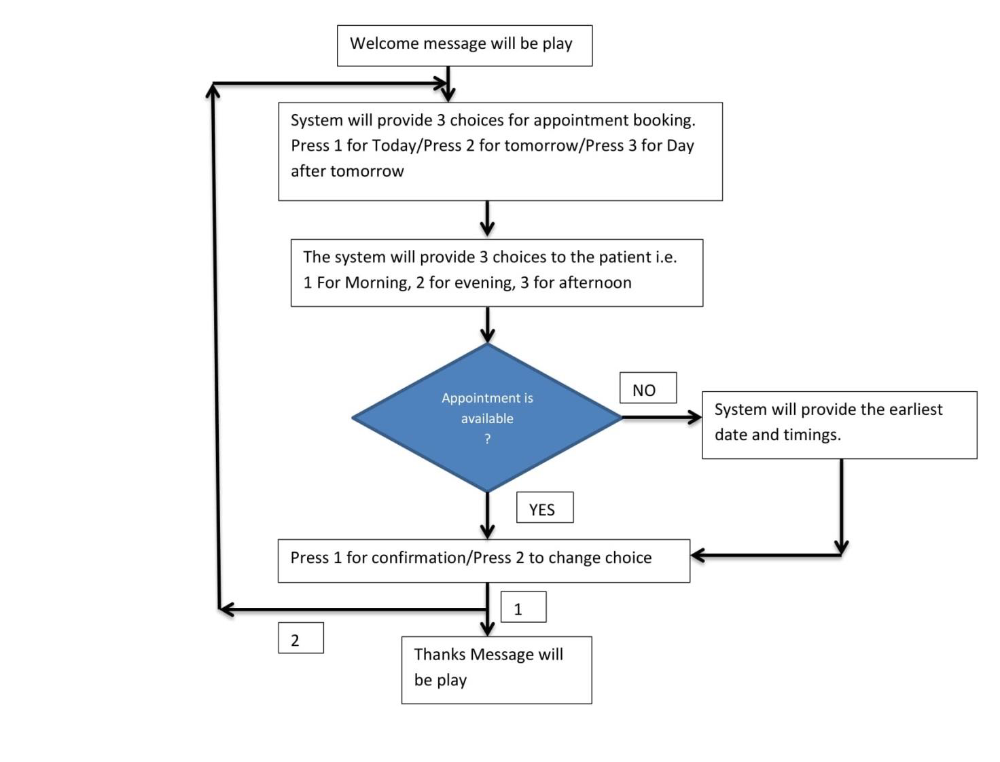 Welcome message will be play
System will provide 3 choices for appointment booking.
Press 1 for Today/Press 2 for tomorrow/Press 3 for Day
after tomorrow
The system will provide 3 choices to the patient i.e.
1 For Morning, 2 for evening, 3 for afternoon
Appointment is
available
?
NO
System will provide the earliest
date and timings.
YES
Press 1 for confirmation/Press 2 to change choice
1
2
Thanks Message will
be play